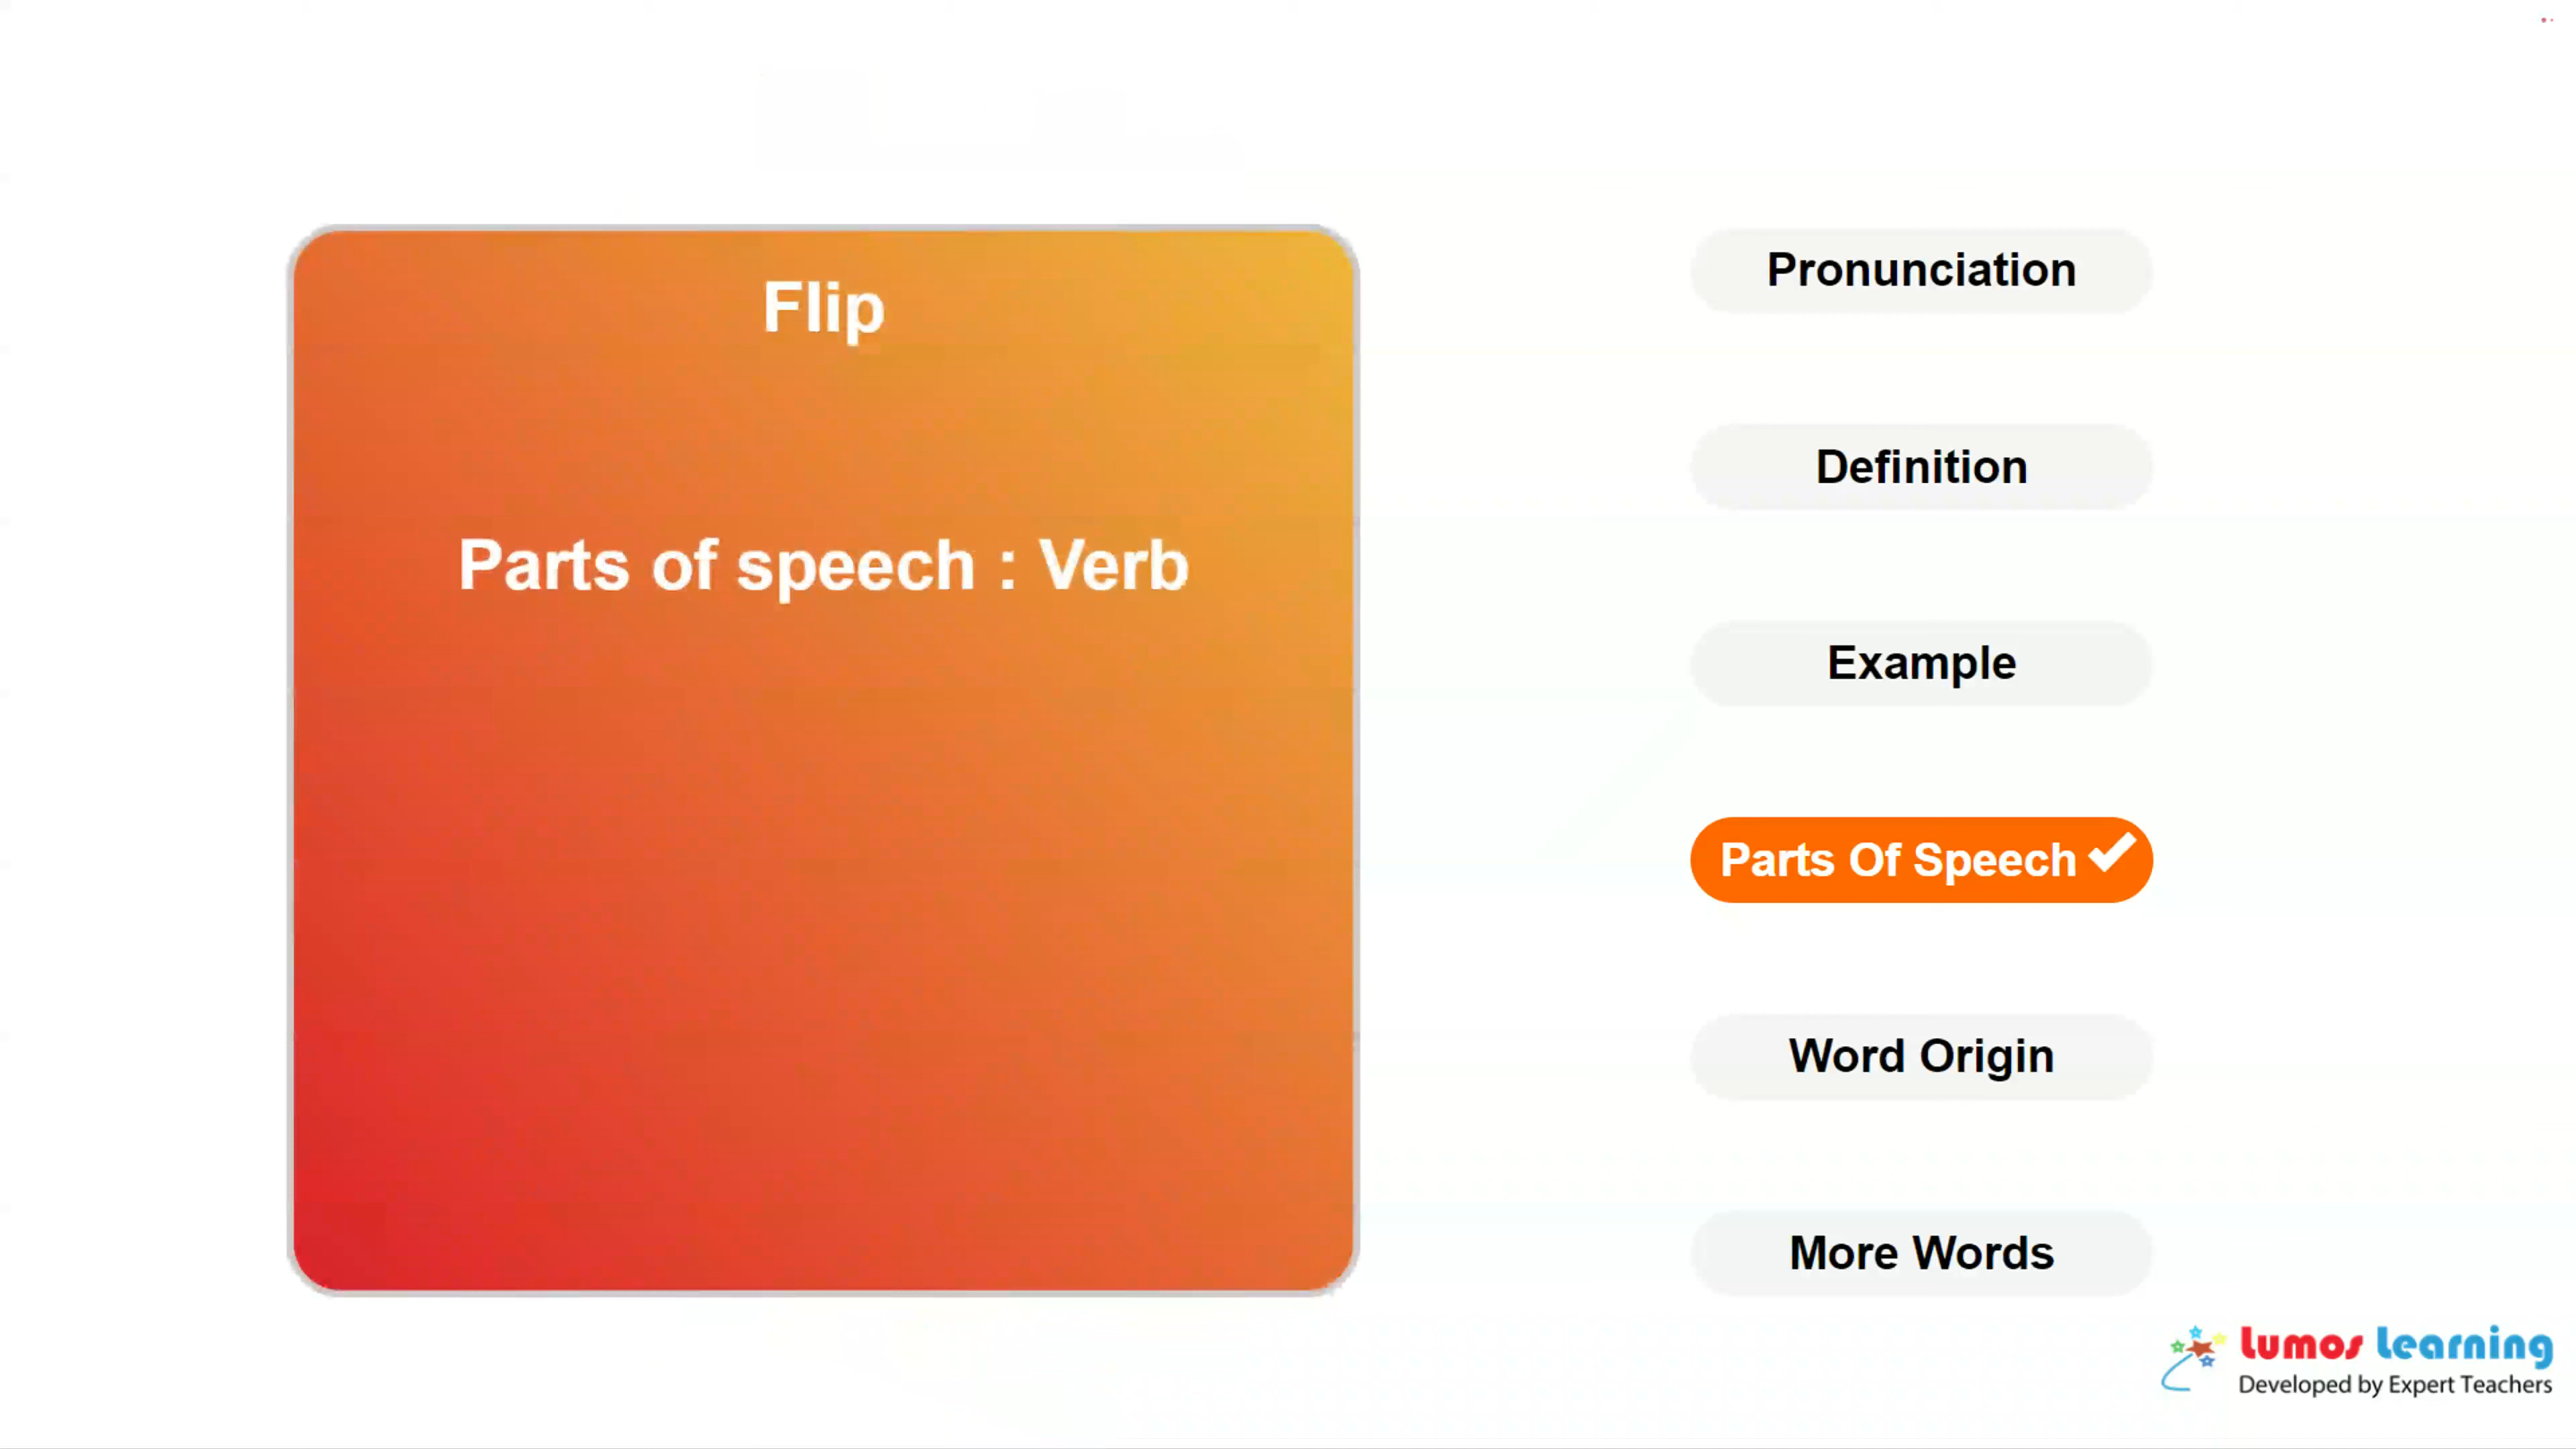 Flip
Parts of speech : Verb
Pronunciation
Definition
Example
Parts Of Speech
Word Origin
More Words
Lumos Learning
Developed by Expert Teachers